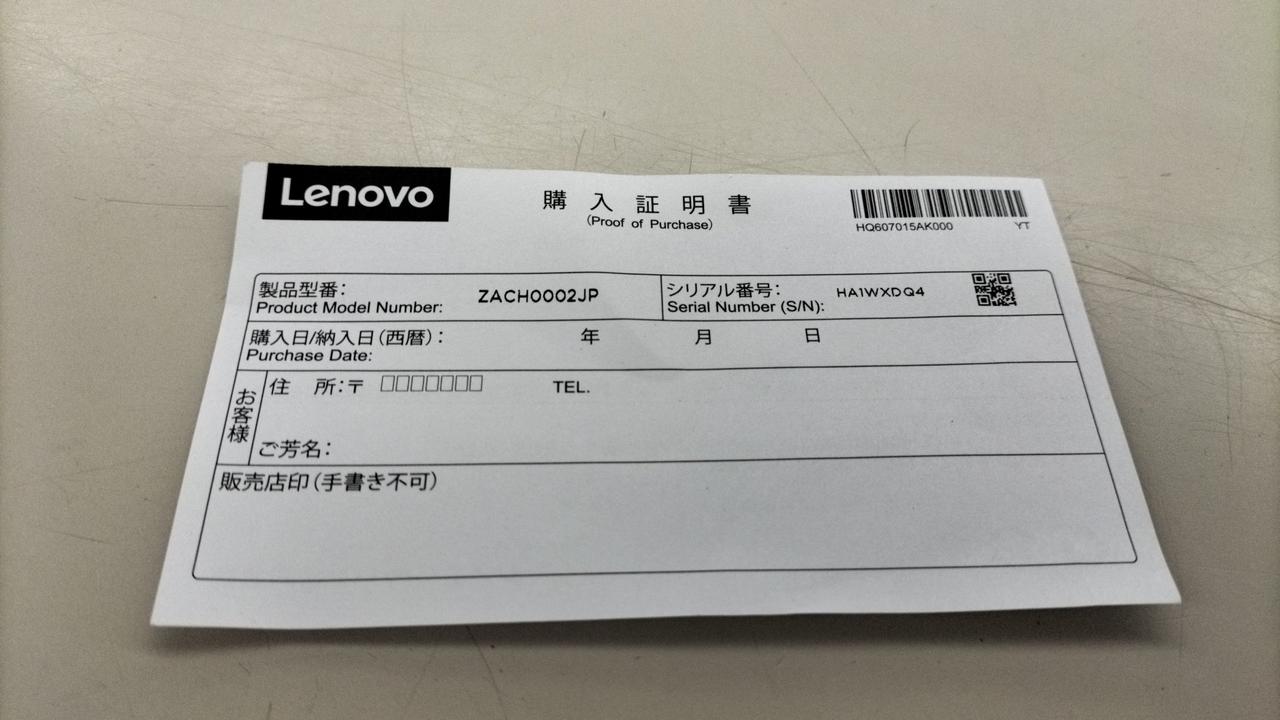 Lenovo
購入証明書
(Proof of Purchase)
HQ607015AK000 YT
製品型番: ZACH0002JP シリアル番号: HA1WXDQ4
Product Model Number: Serial Number (S/N):
購入日/納入日(西暦): 年 月 日
Purchase Date:
お客様
住 所:〒 □□□□□□□ TEL.
ご芳名:
販売店印(手書き不可)